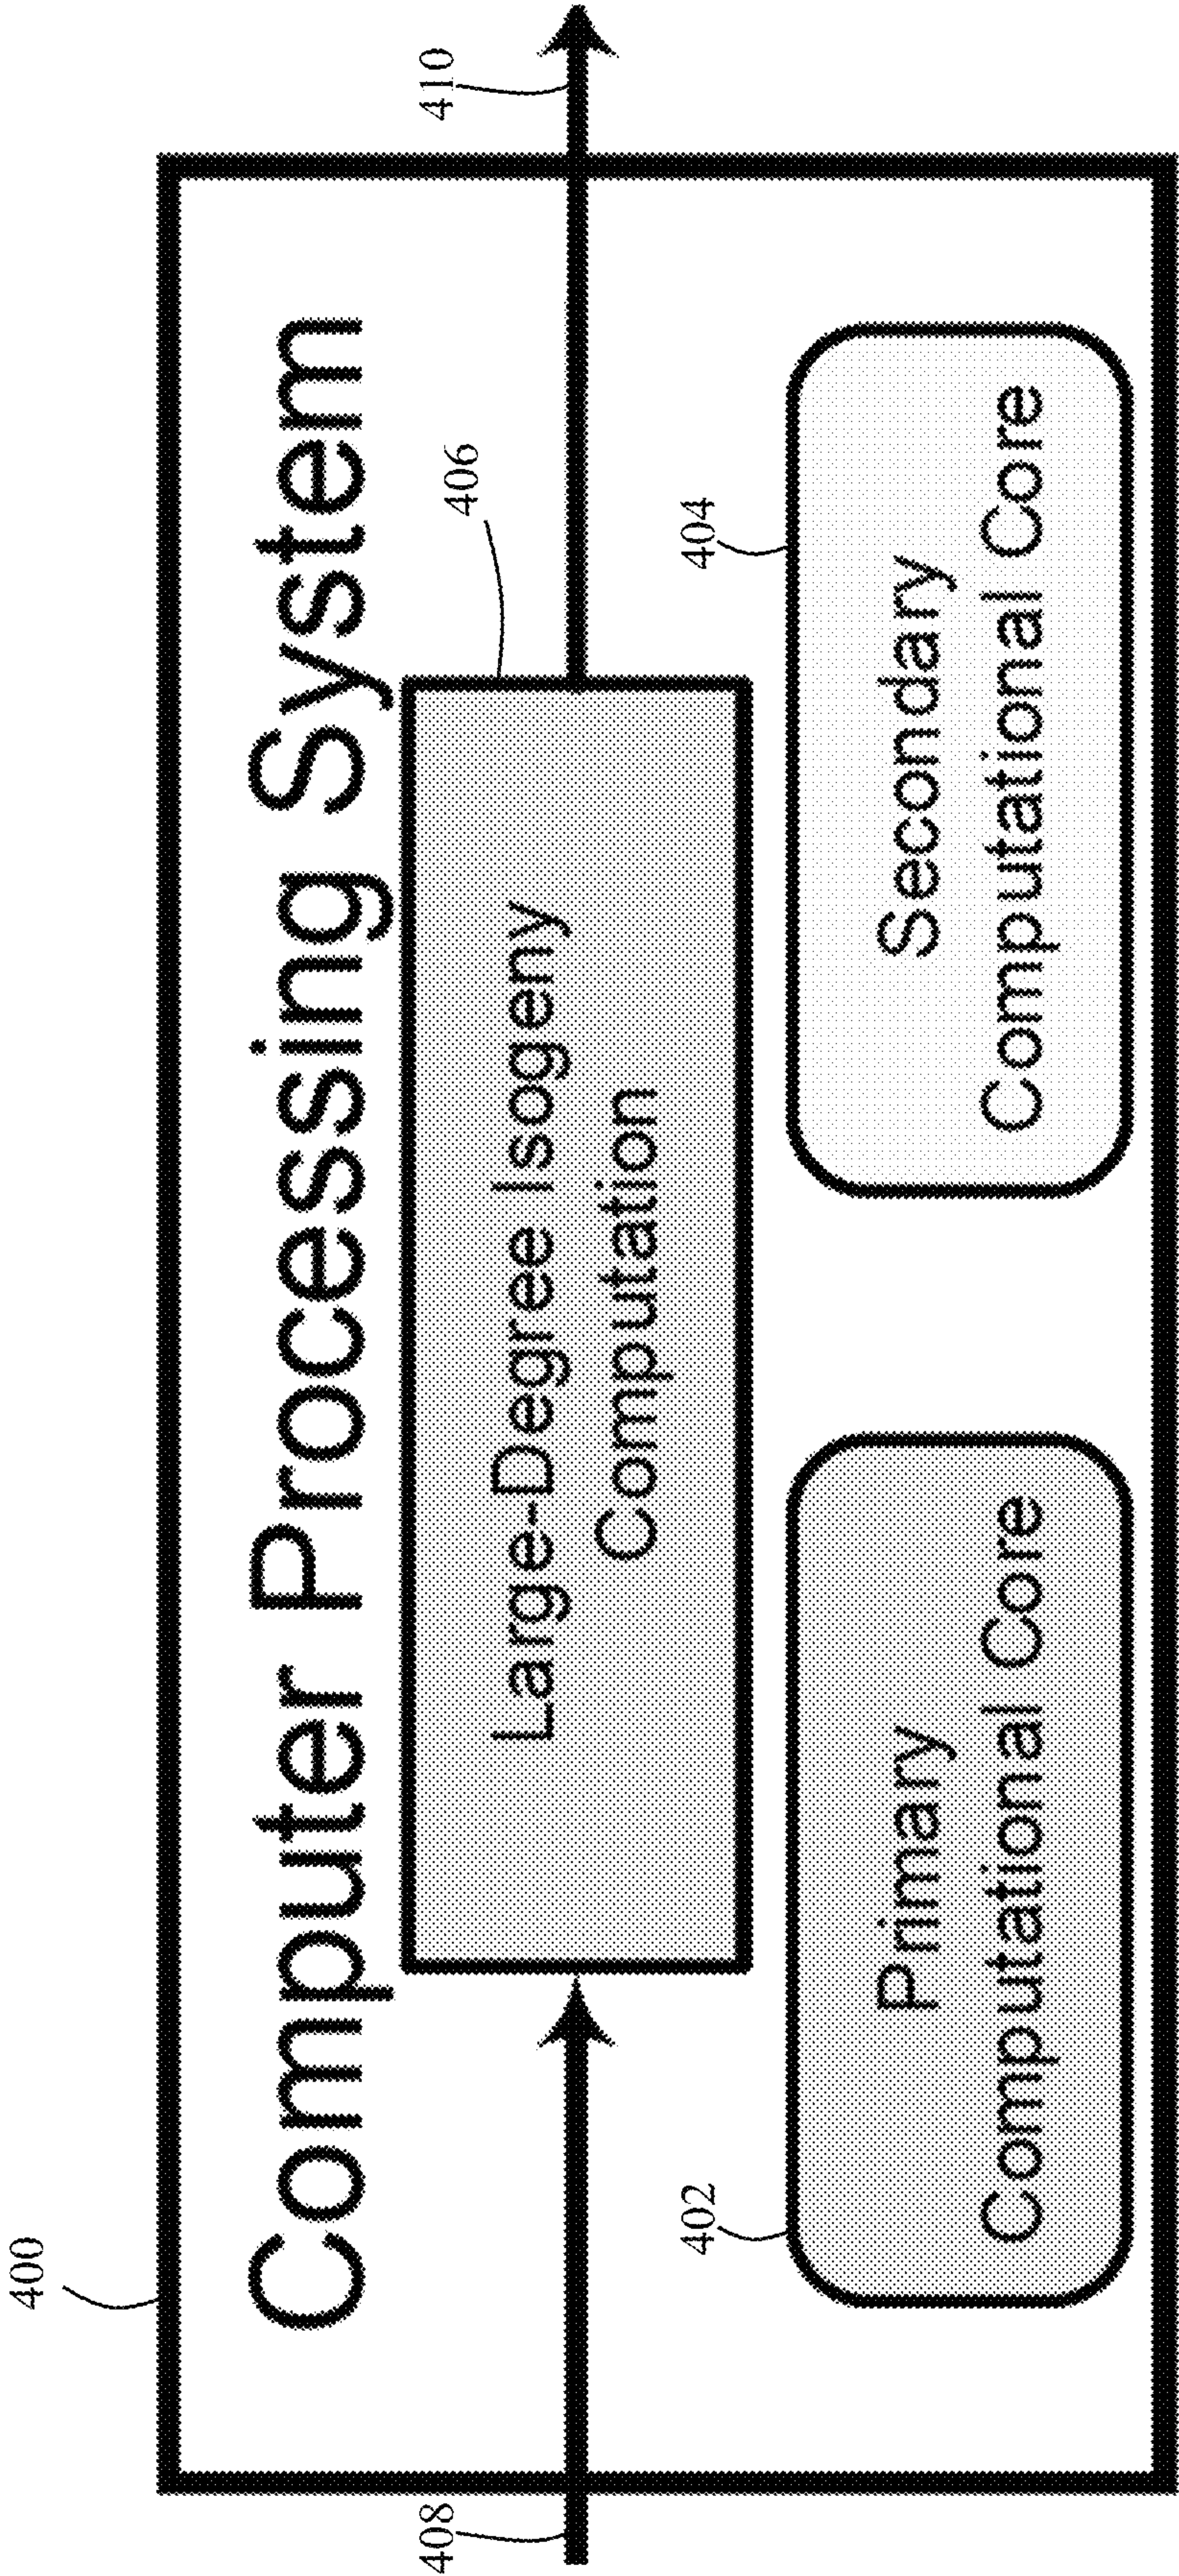 400
Computer Processing System
408
410
Large-Degree Isogeny
Computation
406
402
Primary
Computational Core
404
Secondary
Computational Core